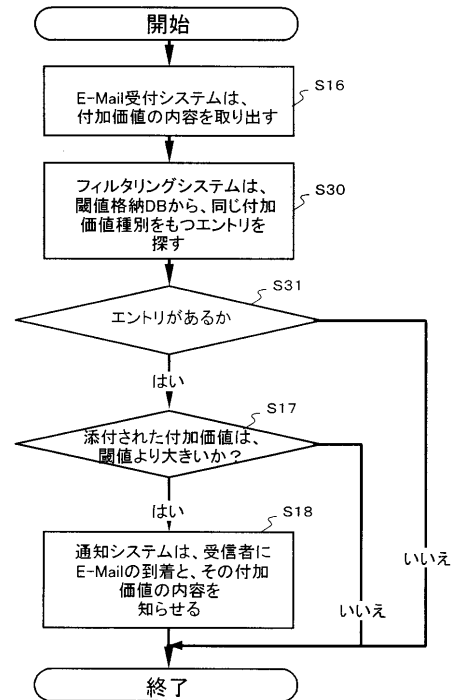 開始
S16
E-Mail受付システムは、
付加価値の内容を取り出す
S30
フィルタリングシステムは、
閾値格納DBから、同じ付加
価値種別をもつエントリを
探す
S31
エントリがあるか
はい
S17
添付された付加価値は、
閾値より大きいか？
はい
S18
通知システムは、受信者に
E-Mailの到着と、その付加
価値の内容を
知らせる
いいえ
いいえ
終了